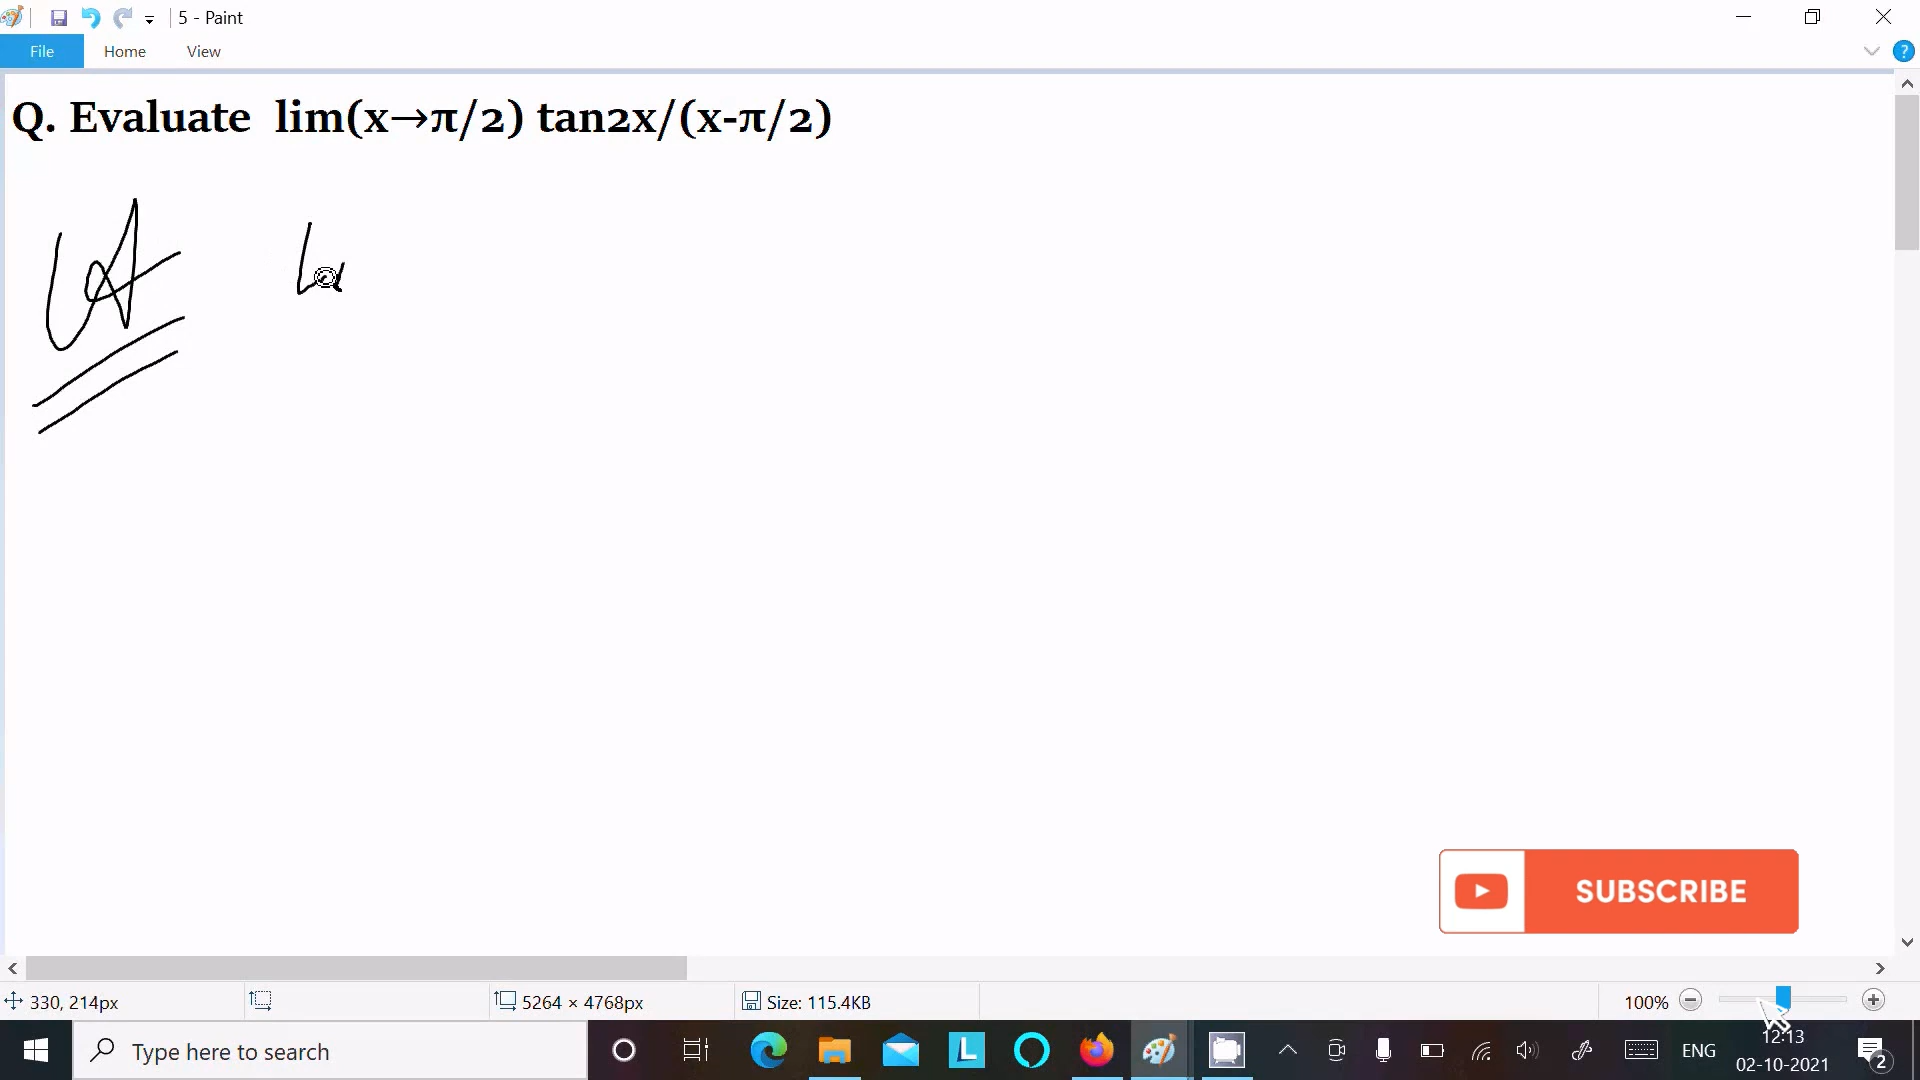 5 - Paint
File Home View
Q. Evaluate lim(x→π/2) tan2x/(x-π/2)
SUBSCRIBE
330, 214px 5264 × 4768px Size: 115.4KB 100%
Type here to search L ENG 12:13
02-10-2021 2